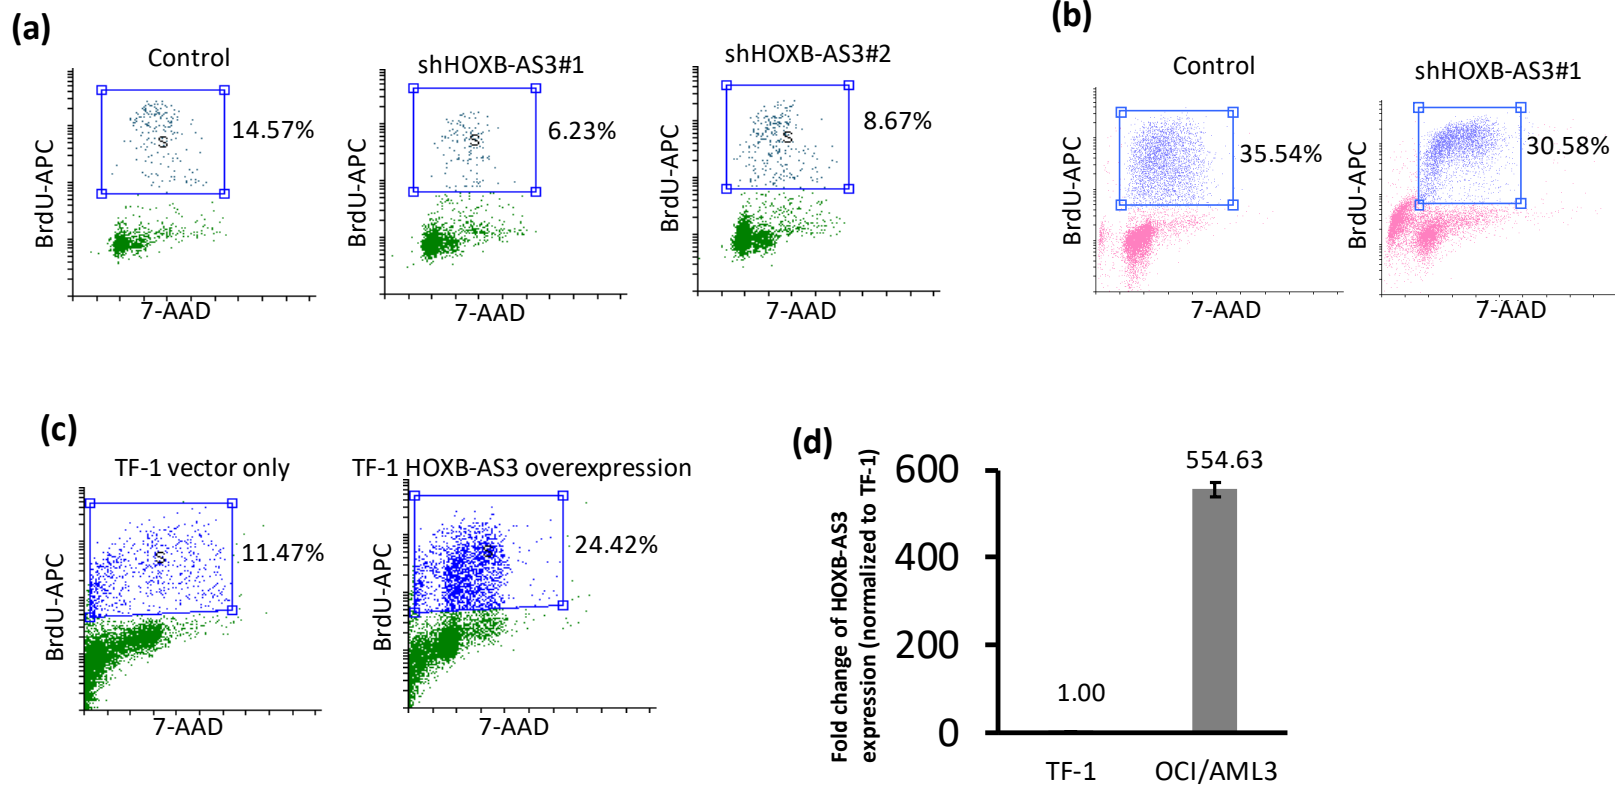 (a)
Control
shHOXB-AS3#1
shHOXB-AS3#2
BrdU-APC
S
14.57%
BrdU-APC
S
6.23%
BrdU-APC
S
8.67%
7-AAD
7-AAD
7-AAD
(b)
Control
shHOXB-AS3#1
BrdU-APC
35.54%
BrdU-APC
30.58%
7-AAD
7-AAD
(c)
TF-1 vector only
TF-1 HOXB-AS3 overexpression
BrdU-APC
S
11.47%
BrdU-APC
24.42%
7-AAD
7-AAD
(d)
Fold change of HOXB-AS3
expression (normalized to TF-1)
600
400
200
0
554.63
1.00
TF-1
OCI/AML3